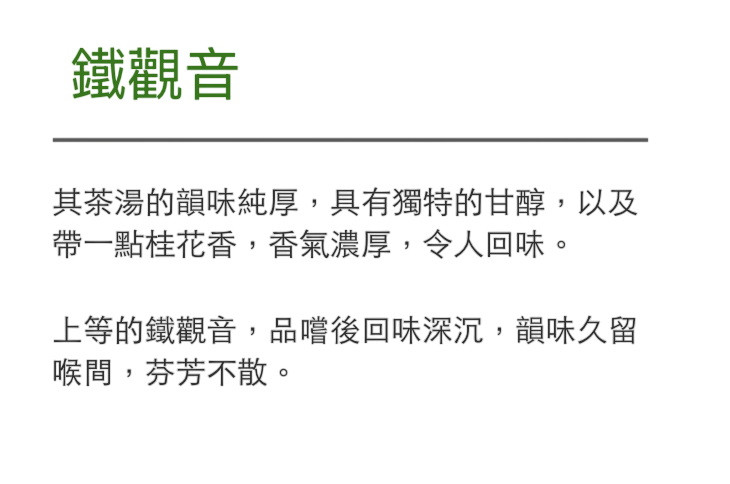 鐵觀音
其茶湯的韻味純厚，具有獨特的甘醇，以及
帶一點桂花香，香氣濃厚，令人回味。
上等的鐵觀音，品嚐後回味深沉，韻味久留
喉間，芬芳不散。